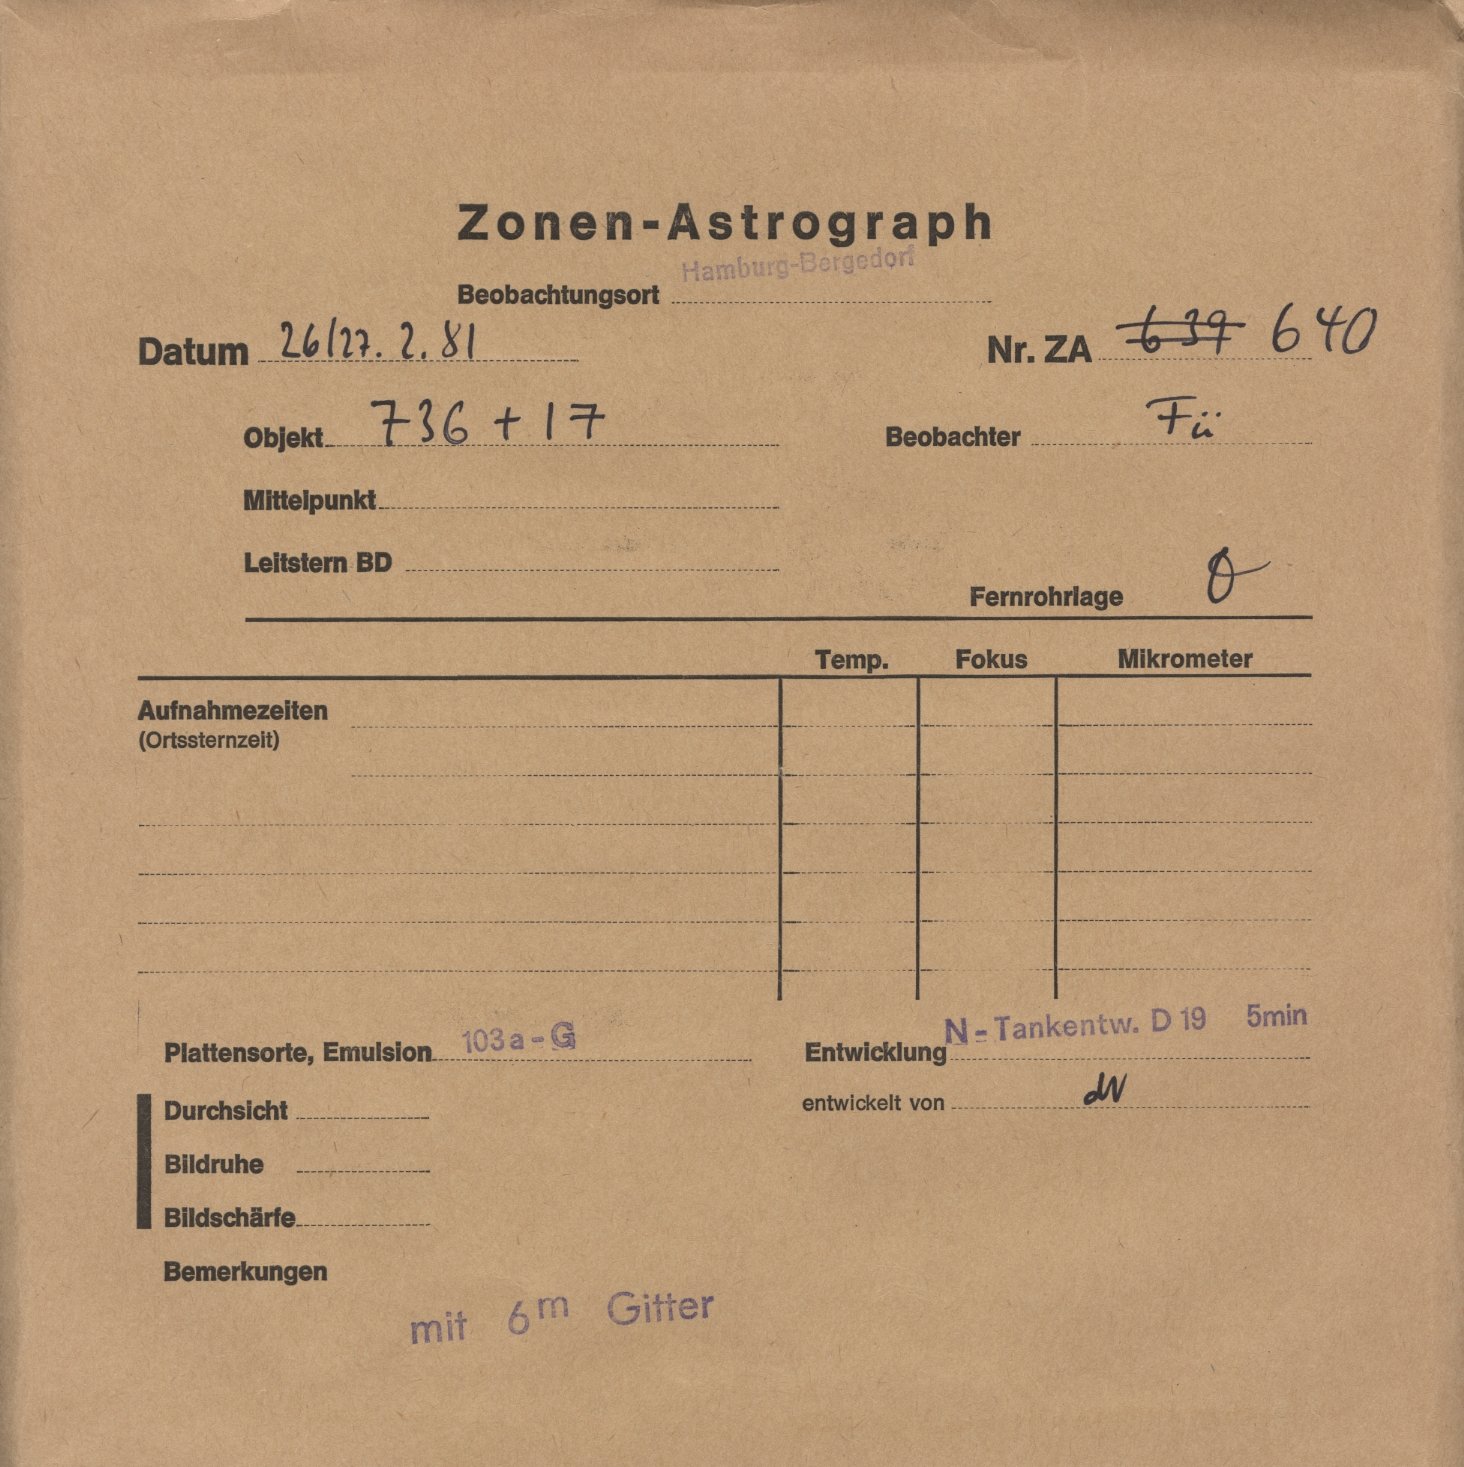 Zonen-Astrograph
Hamburg-Bergedorf
Beobachtungsort
Datum 26/27. 2. 81
Nr. ZA 639 640
Objekt 736 + 17
Beobachter Fü
Mittelpunkt
Leitstern BD
Fernrohrlage O
Temp. Fokus Mikrometer
Aufnahmezeiten
(Ortssternzeit)
Plattensorte, Emulsion 103a-G
Entwicklung N-Tankentw. D 19 5min
Durchsicht
entwickelt von dW
Bildruhe
Bildschärfe
Bemerkungen
mit 6m Gitter